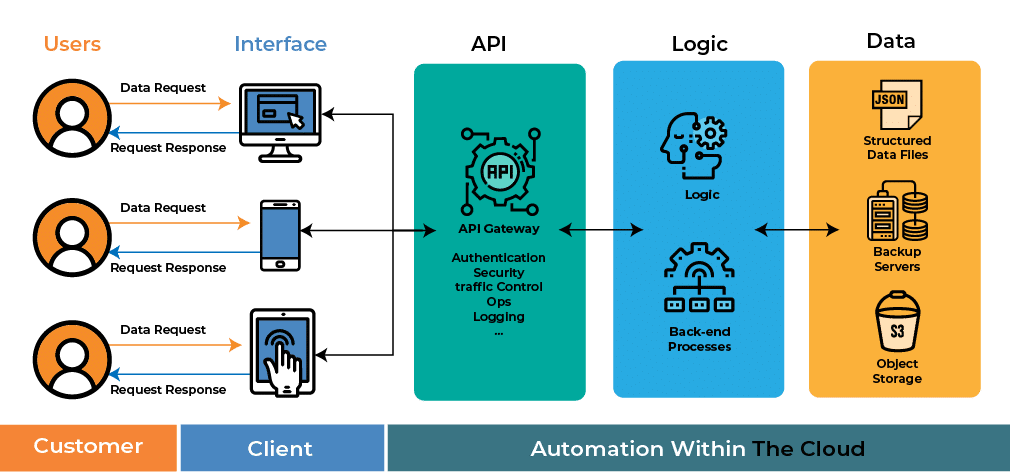 Users
Interface
API
Logic
Data
Data Request
Request Response
Data Request
Request Response
Data Request
Request Response
API
API Gateway
Authentication
Security
traffic Control
Ops
Logging
...
Logic
Back-end
Processes
JSON
Structured
Data Files
Backup
Servers
S3
Object
Storage
Customer
Client
Automation Within The Cloud